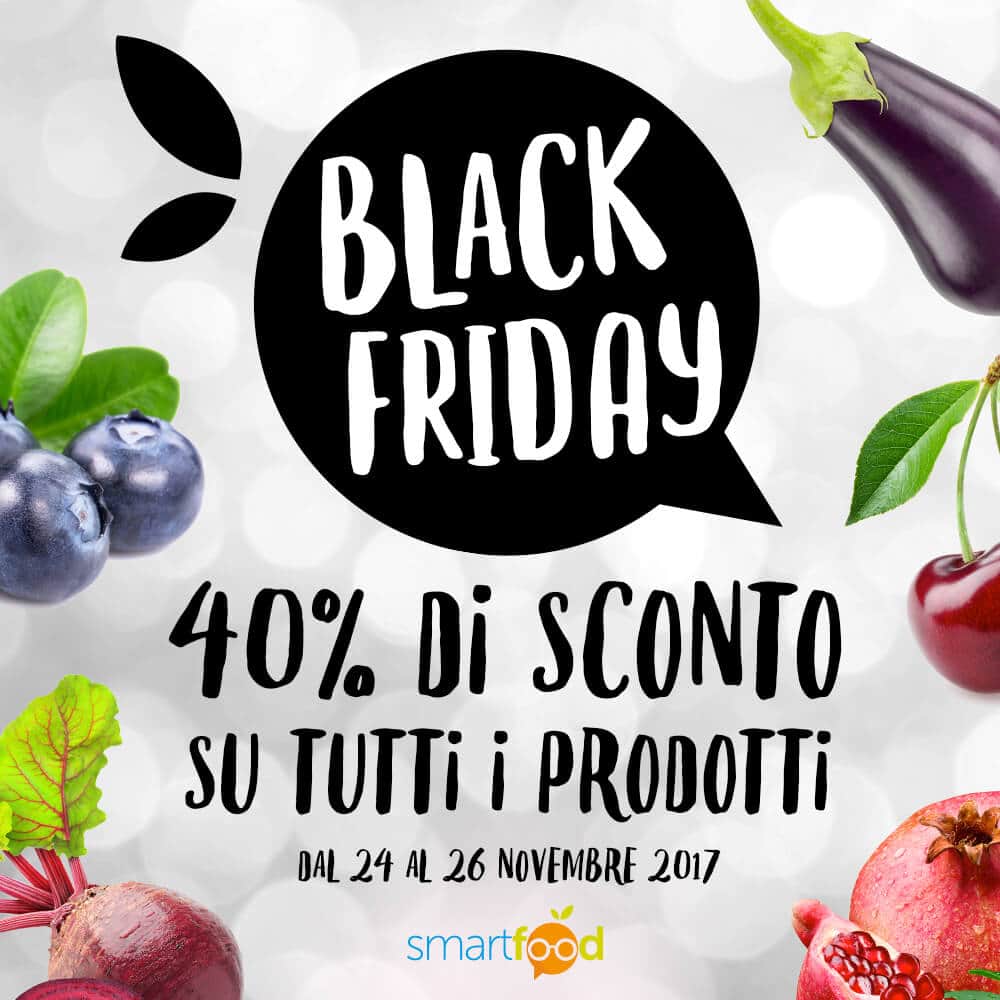 BLACK
FRIDAY
40% Di SCONTO
SU TUTTi i PRODOTTi
DAL 24 AL 26 NOVEMBRE 2017
smartfood